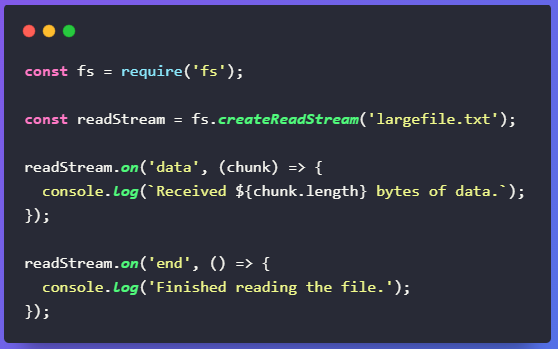 const fs = require('fs');
const readStream = fs.createReadStream('largefile.txt');
readStream.on('data', (chunk) => {
  console.log(`Received ${chunk.length} bytes of data.`);
});
readStream.on('end', () => {
  console.log('Finished reading the file.');
});